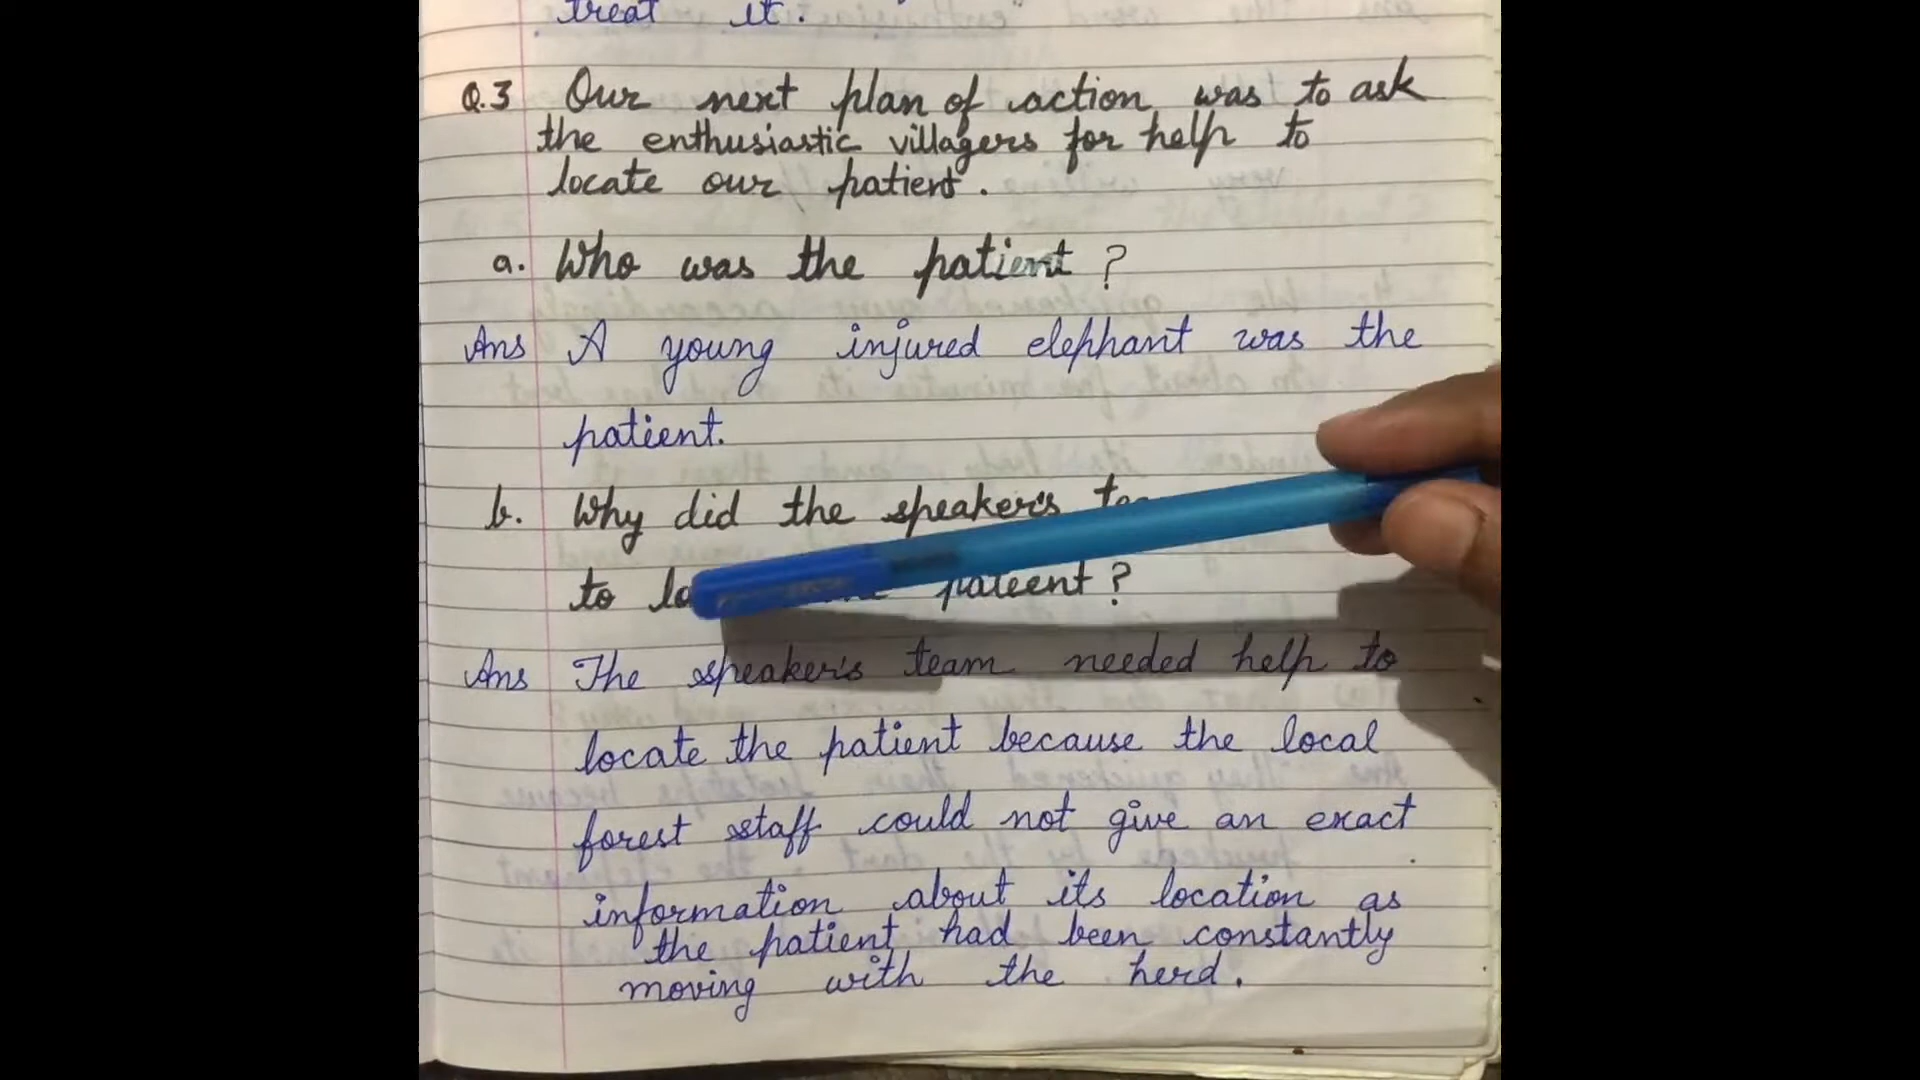 treat it.
Q.3 Our next plan of action was to ask
the enthusiastic villagers for help to
locate our patient.
a. Who was the patient?
Ans A young injured elephant was the
patient.
b. Why did the speaker's
to patient?
Ans The speaker's team needed help to
locate the patient because the local
forest staff could not give an exact
information about its location as
the patient had been constantly
moving with the herd.